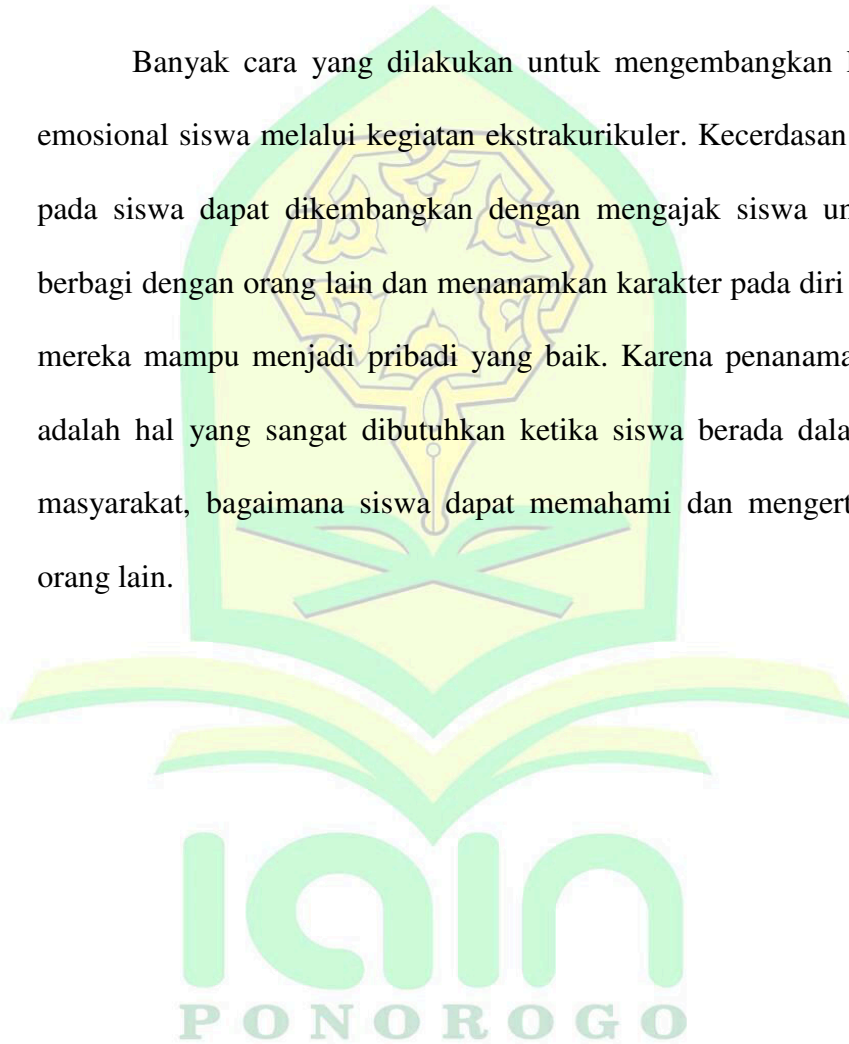 Banyak cara yang dilakukan untuk mengembangkan
emosional siswa melalui kegiatan ekstrakurikuler. Kecerdasan
pada siswa dapat dikembangkan dengan mengajak siswa un
berbagi dengan orang lain dan menanamkan karakter pada diri
mereka mampu menjadi pribadi yang baik. Karena penanama
adalah hal yang sangat dibutuhkan ketika siswa berada dala
masyarakat, bagaimana siswa dapat memahami dan mengert
orang lain.
iain
PONOROGO